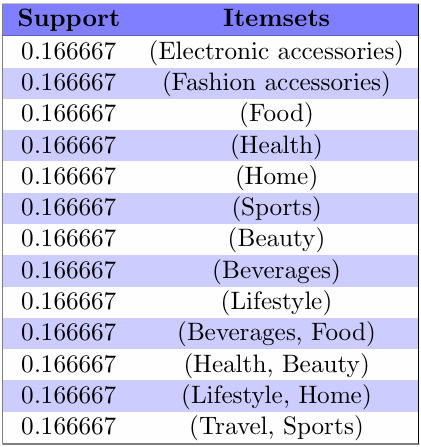 Support Itemsets
0.166667 (Electronic accessories)
0.166667 (Fashion accessories)
0.166667 (Food)
0.166667 (Health)
0.166667 (Home)
0.166667 (Sports)
0.166667 (Beauty)
0.166667 (Beverages)
0.166667 (Lifestyle)
0.166667 (Beverages, Food)
0.166667 (Health, Beauty)
0.166667 (Lifestyle, Home)
0.166667 (Travel, Sports)